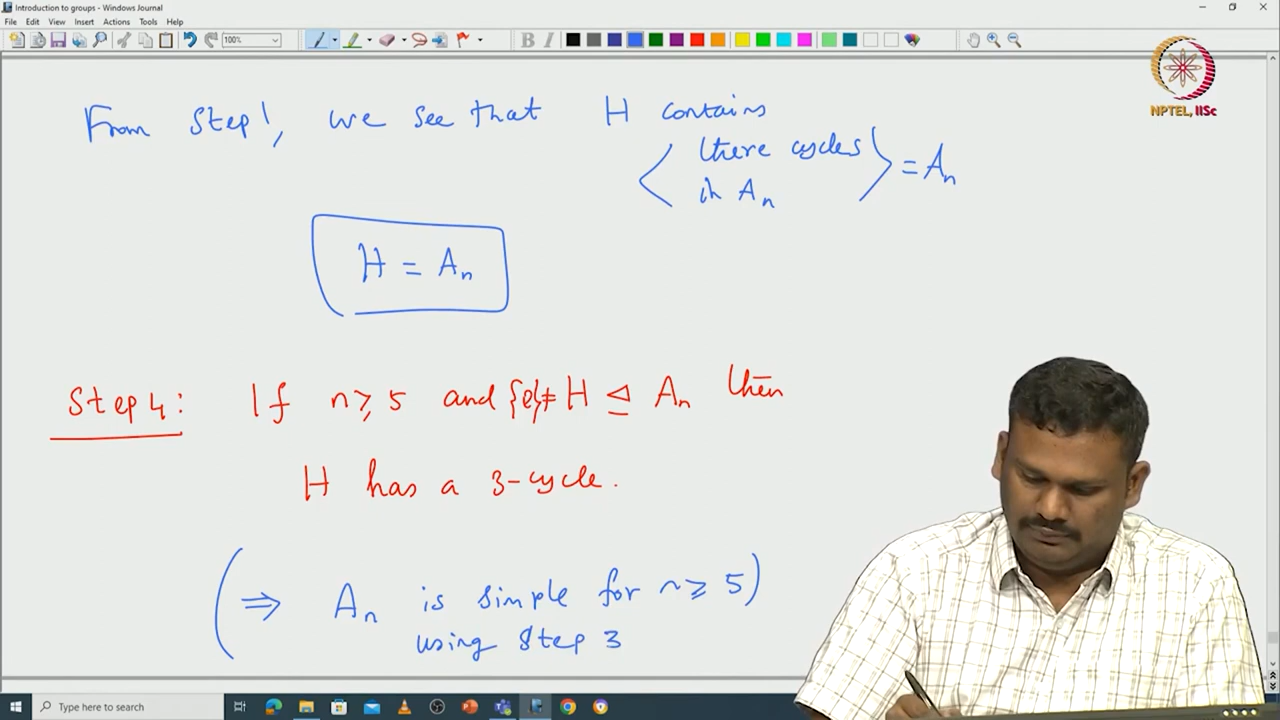 Introduction to groups - Windows Journal
File Edit View Insert Actions Tools Help
100%
B I
NPTEL, IISc
From Step 1, we see that H contains
⟨ there cycles in An ⟩ = An
H = An
Step 4: If n ≥ 5 and {e} ≠ H ⊴ An then
H has a 3-cycle.
( ⇒ An is simple for n ≥ 5 )
using Step 3
Type here to search